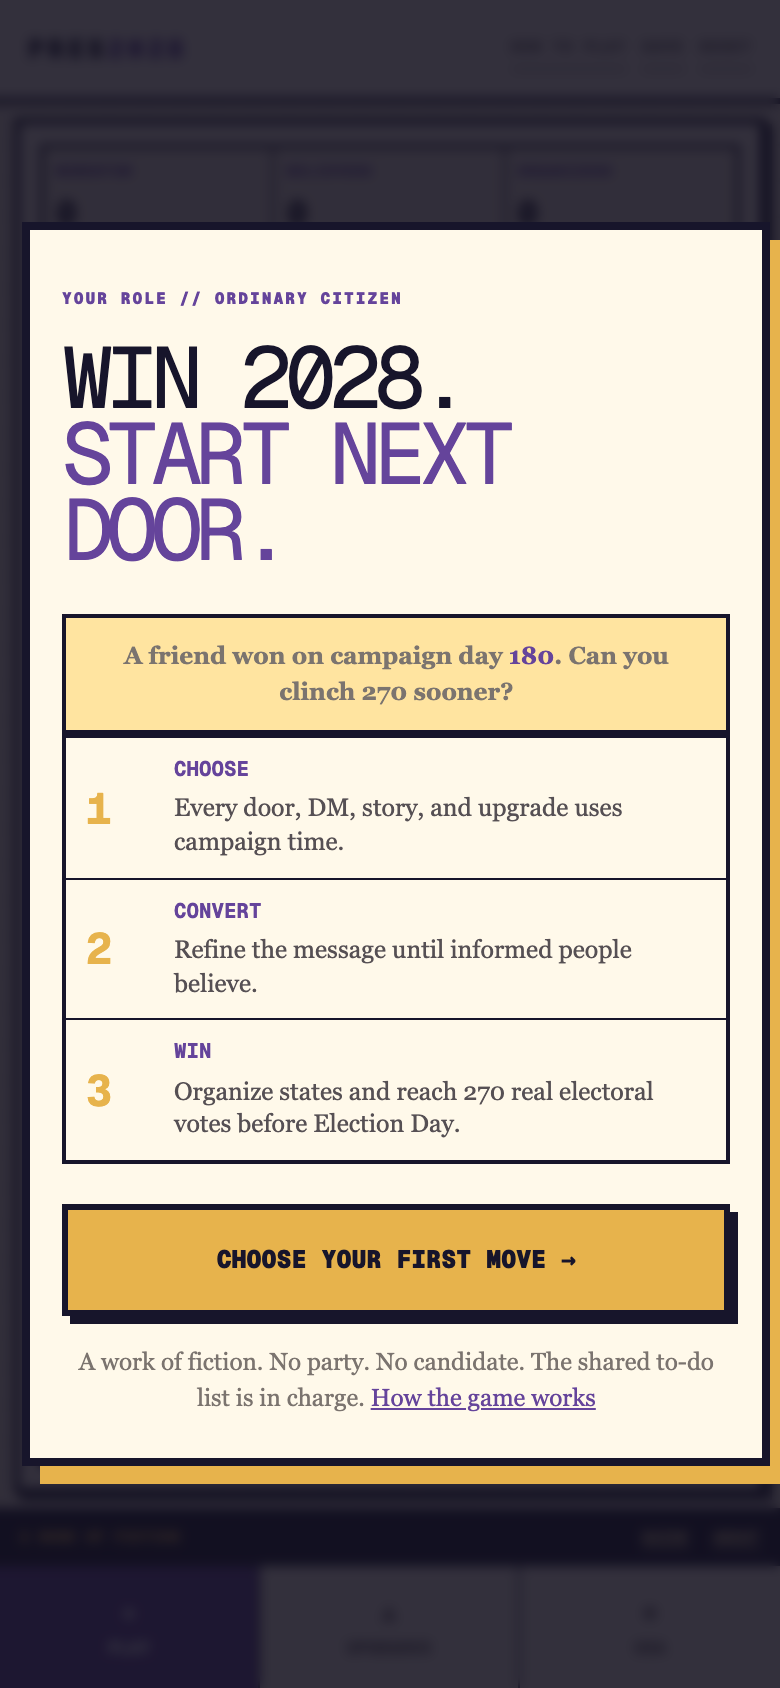 YOUR ROLE // ORDINARY CITIZEN
WIN 2028.
START NEXT
DOOR.
A friend won on campaign day 180. Can you
clinch 270 sooner?
CHOOSE
1
Every door, DM, story, and upgrade uses
campaign time.
CONVERT
2
Refine the message until informed people
believe.
WIN
3
Organize states and reach 270 real electoral
votes before Election Day.
CHOOSE YOUR FIRST MOVE →
A work of fiction. No party. No candidate. The shared to-do
list is in charge. How the game works